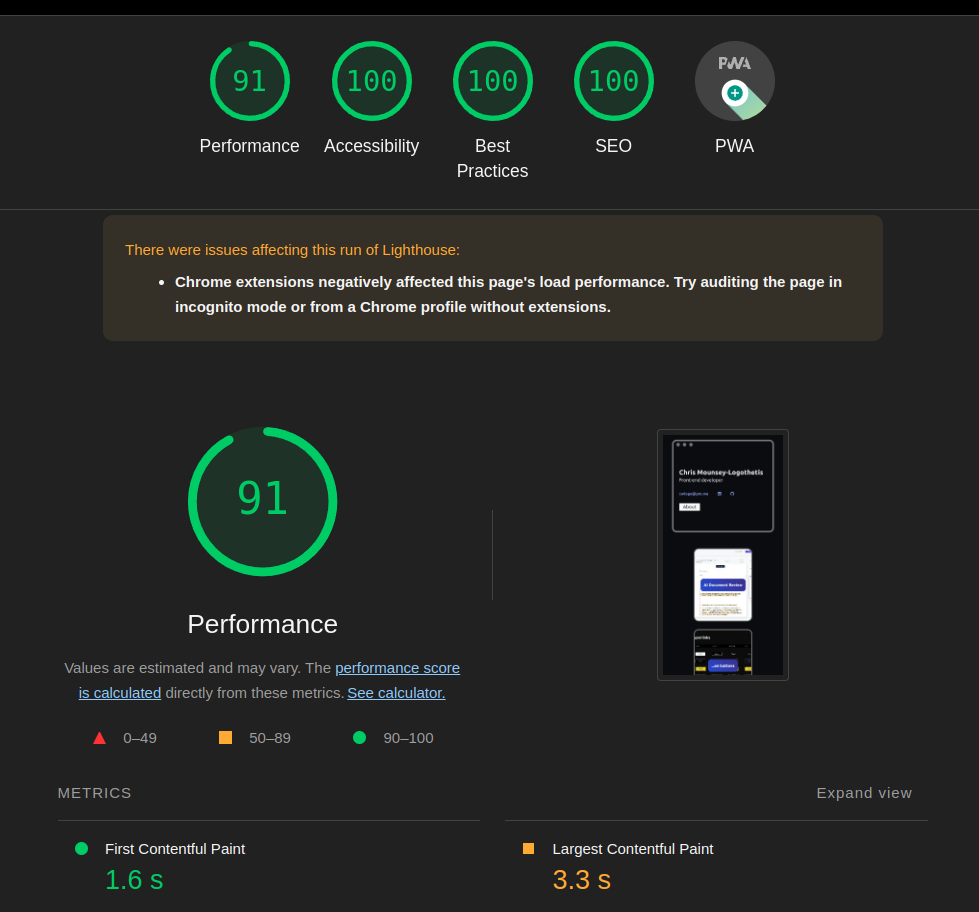 91
100
100
100
PWA
Performance
Accessibility
Best
Practices
SEO
PWA
There were issues affecting this run of Lighthouse:
Chrome extensions negatively affected this page's load performance. Try auditing the page in
incognito mode or from a Chrome profile without extensions.
91
Chris Mounsey-Logothetis
Front-end developer
About
AI Document Review
Performance
Values are estimated and may vary. The performance score
is calculated directly from these metrics. See calculator.
0–49
50–89
90–100
METRICS
Expand view
First Contentful Paint
1.6 s
Largest Contentful Paint
3.3 s